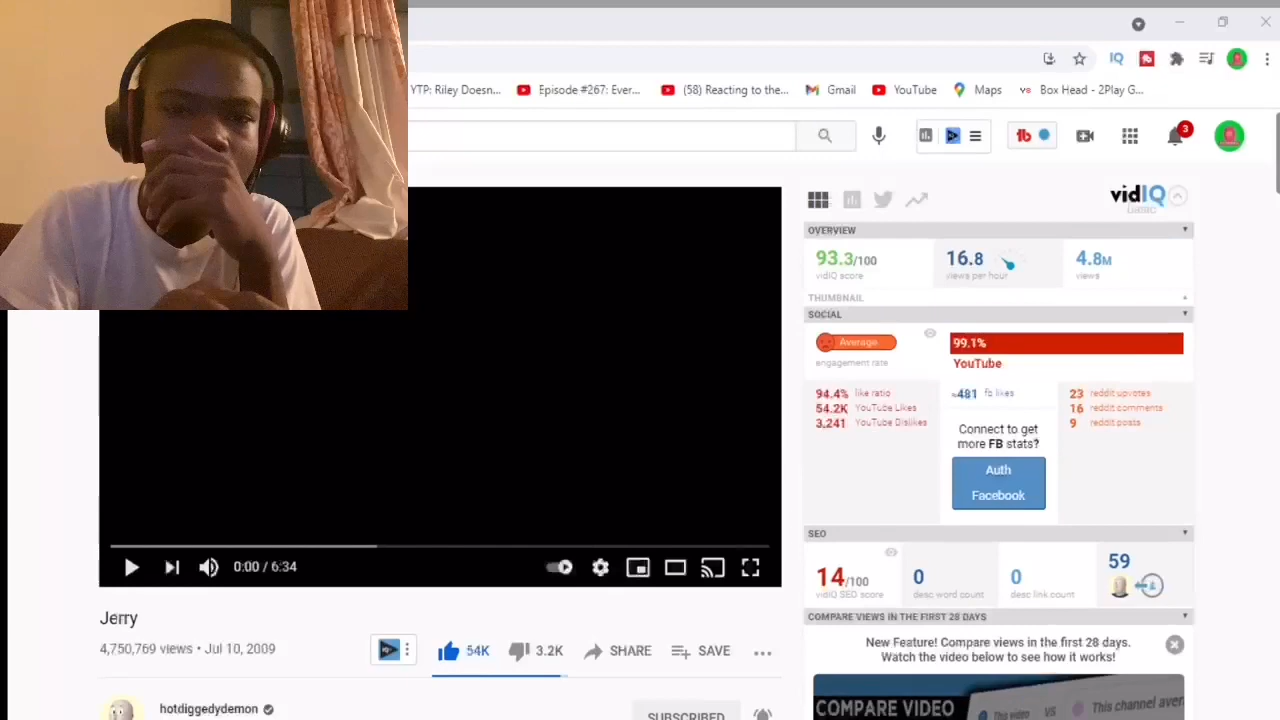 YTP: Riley Doesn... Episode #267: Ever... (58) Reacting to the... Gmail YouTube Maps Box Head - 2Play G...
3
vidIQ
OVERVIEW
93.3/100 16.8 4.8M
vidIQ score views per hour views
THUMBNAIL
SOCIAL
Average 99.1%
engagement rate YouTube
94.4% like ratio ≈481 fb likes 23 reddit upvotes
54.2K YouTube Likes 16 reddit comments
3,241 YouTube Dislikes 9 reddit posts
Connect to get
more FB stats?
Auth
Facebook
SEO
14/100 0 0 59
vidIQ SEO score desc word count desc link count
COMPARE VIEWS IN THE FIRST 28 DAYS
New Feature! Compare views in the first 28 days.
Watch the video below to see how it works!
COMPARE VIDEO This video VS This channel aver
0:00 / 6:34
Jerry
4,750,769 views • Jul 10, 2009 54K 3.2K SHARE SAVE
hotdiggedydemon SUBSCRIBED